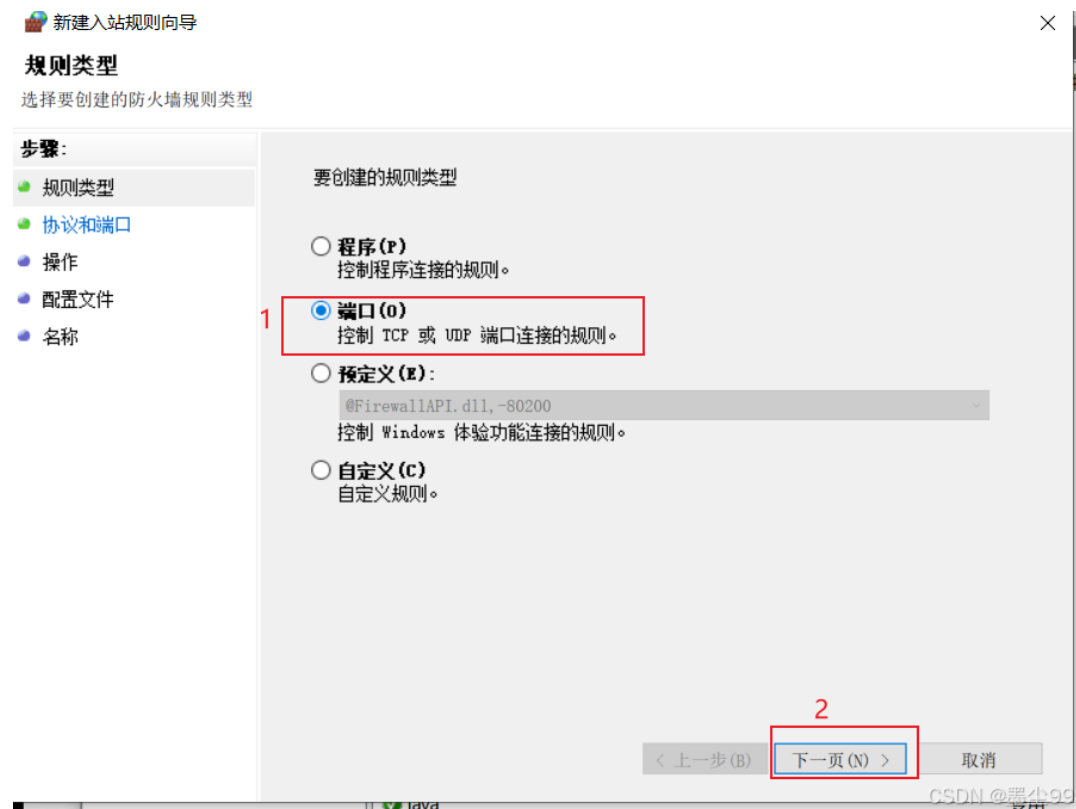 新建入站规则向导
规则类型
选择要创建的防火墙规则类型
步骤:
规则类型
协议和端口
操作
配置文件
名称
要创建的规则类型
程序(P)
控制程序连接的规则。
1
端口(O)
控制 TCP 或 UDP 端口连接的规则。
预定义(E):
@FirewallAPI.dll,-80200
控制 Windows 体验功能连接的规则。
自定义(C)
自定义规则。
2
< 上一步(B)
下一页(N) >
取消
CSDN @墨尘99
java